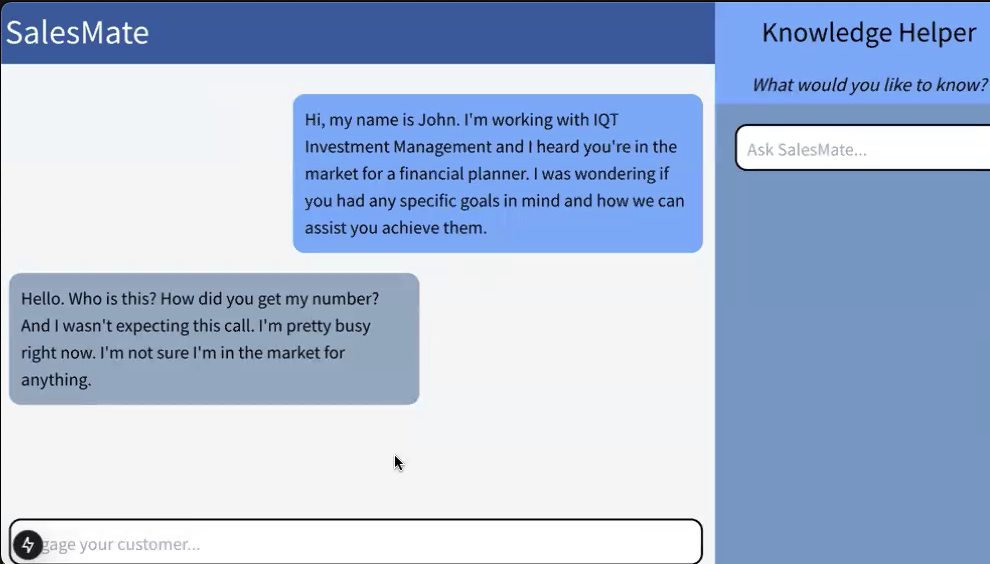 SalesMate
Knowledge Helper
What would you like to know?
Ask SalesMate...
Hi, my name is John. I'm working with IQT
Investment Management and I heard you're in the
market for a financial planner. I was wondering if
you had any specific goals in mind and how we can
assist you achieve them.
Hello. Who is this? How did you get my number?
And I wasn't expecting this call. I'm pretty busy
right now. I'm not sure I'm in the market for
anything.
gage your customer...